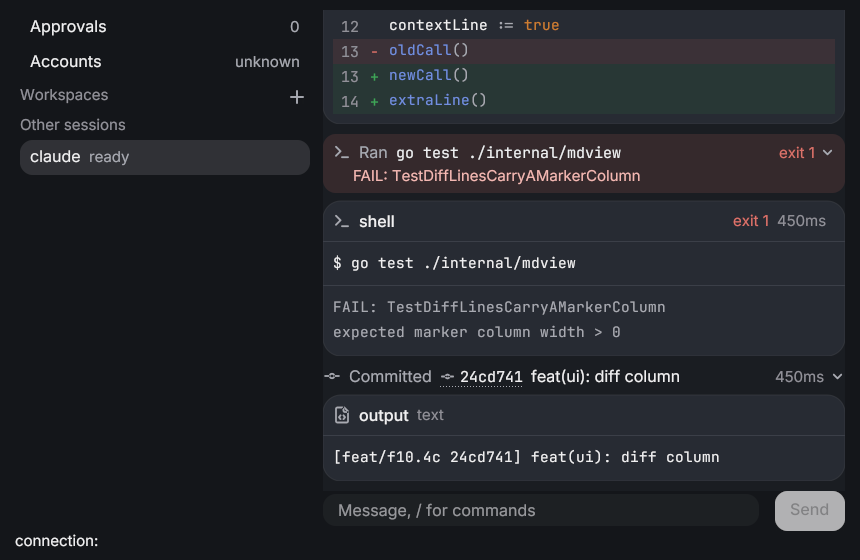 Approvals 0
Accounts unknown
Workspaces +
Other sessions
claude ready
connection:
12 contextLine := true
13 - oldCall()
13 + newCall()
14 + extraLine()
>_ Ran go test ./internal/mdview exit 1
FAIL: TestDiffLinesCarryAMarkerColumn
>_ shell exit 1 450ms
$ go test ./internal/mdview
FAIL: TestDiffLinesCarryAMarkerColumn
expected marker column width > 0
Committed 24cd741 feat(ui): diff column 450ms
output text
[feat/f10.4c 24cd741] feat(ui): diff column
Message, / for commands Send